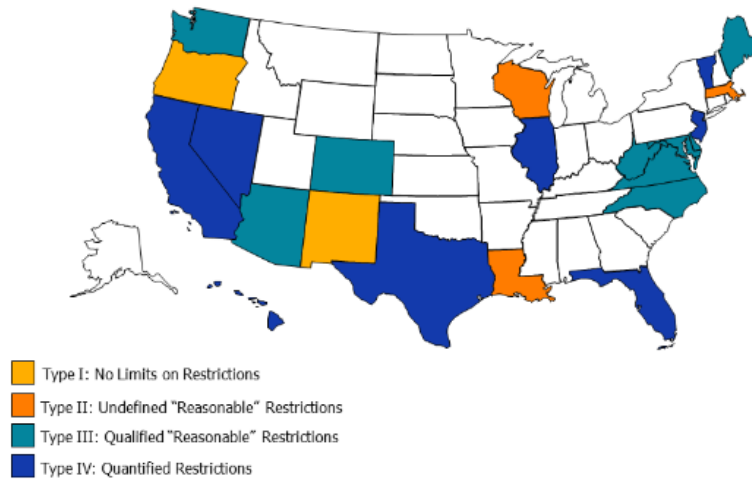 Type I: No Limits on Restrictions
Type II: Undefined “Reasonable” Restrictions
Type III: Qualified “Reasonable” Restrictions
Type IV: Quantified Restrictions